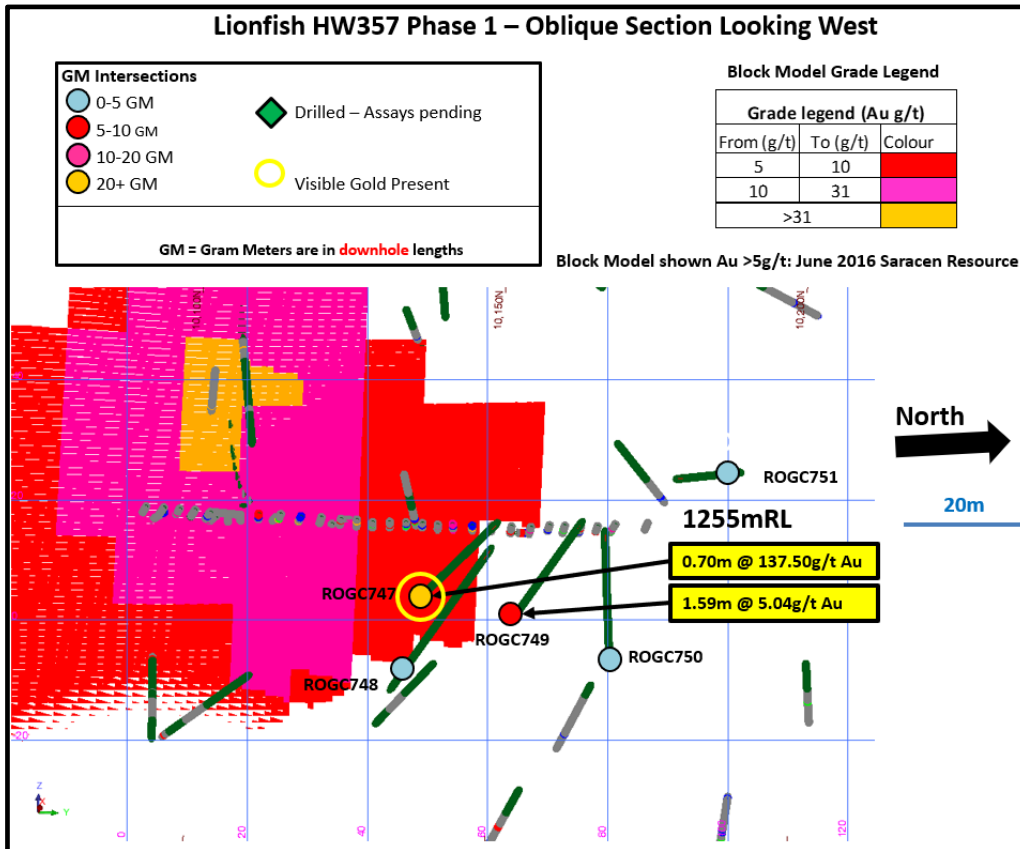 Lionfish HW357 Phase 1 – Oblique Section Looking West
GM Intersections
0-5 GM
5-10 GM
10-20 GM
20+ GM
Drilled – Assays pending
Visible Gold Present
GM = Gram Meters are in downhole lengths
Block Model Grade Legend
Grade legend (Au g/t)
From (g/t) To (g/t) Colour
5 10
10 31
>31
Block Model shown Au >5g/t: June 2016 Saracen Resource
10,150N
10,200N
North
20m
ROGC751
1255mRL
0.70m @ 137.50g/t Au
ROGC747
1.59m @ 5.04g/t Au
ROGC749
ROGC750
ROGC748
-20
Z
X
Y
0
20
40
60
80
120